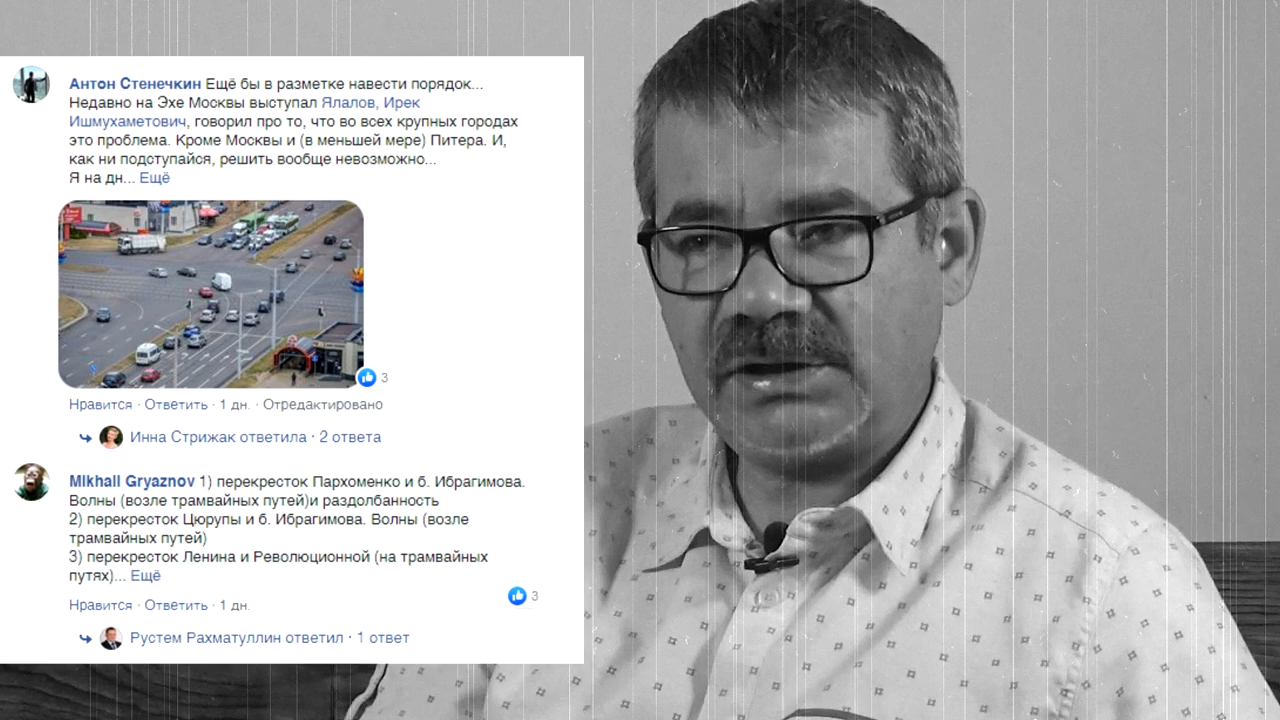 Антон Стенечкин Ещё бы в разметке навести порядок...
Недавно на Эхе Москвы выступал Ялалов, Ирек
Ишмухаметович, говорил про то, что во всех крупных городах
это проблема. Кроме Москвы и (в меньшей мере) Питера. И,
как ни подступайся, решить вообще невозможно...
Я на дн... Ещё
3
Нравится · Ответить · 1 дн. · Отредактировано
Инна Стрижак ответила · 2 ответа
Mikhail Gryaznov 1) перекресток Пархоменко и б. Ибрагимова.
Волны (возле трамвайных путей)и раздолбанность
2) перекресток Цюрупы и б. Ибрагимова. Волны (возле
трамвайных путей)
3) перекресток Ленина и Революционной (на трамвайных
путях)... Ещё
3
Нравится · Ответить · 1 дн.
Рустем Рахматуллин ответил · 1 ответ